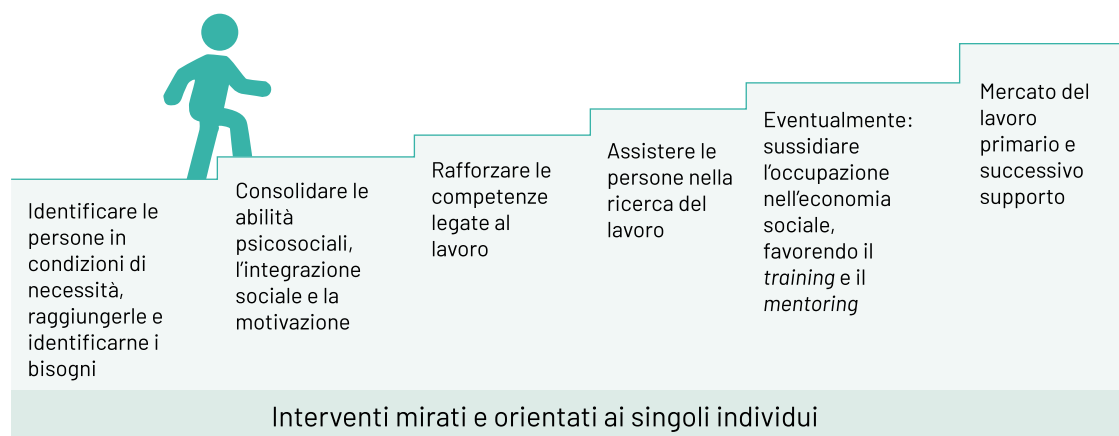 Identificare le
persone in
condizioni di
necessità,
raggiungerle e
identificarne i
bisogni
Consolidare le
abilità
psicosociali,
l'integrazione
sociale e la
motivazione
Rafforzare le
competenze
legate al
lavoro
Assistere le
persone nella
ricerca del
lavoro
Eventualmente:
sussidiare
l'occupazione
nell'economia
sociale,
favorendo il
training e il
mentoring
Mercato del
lavoro
primario e
successivo
supporto
Interventi mirati e orientati ai singoli individui